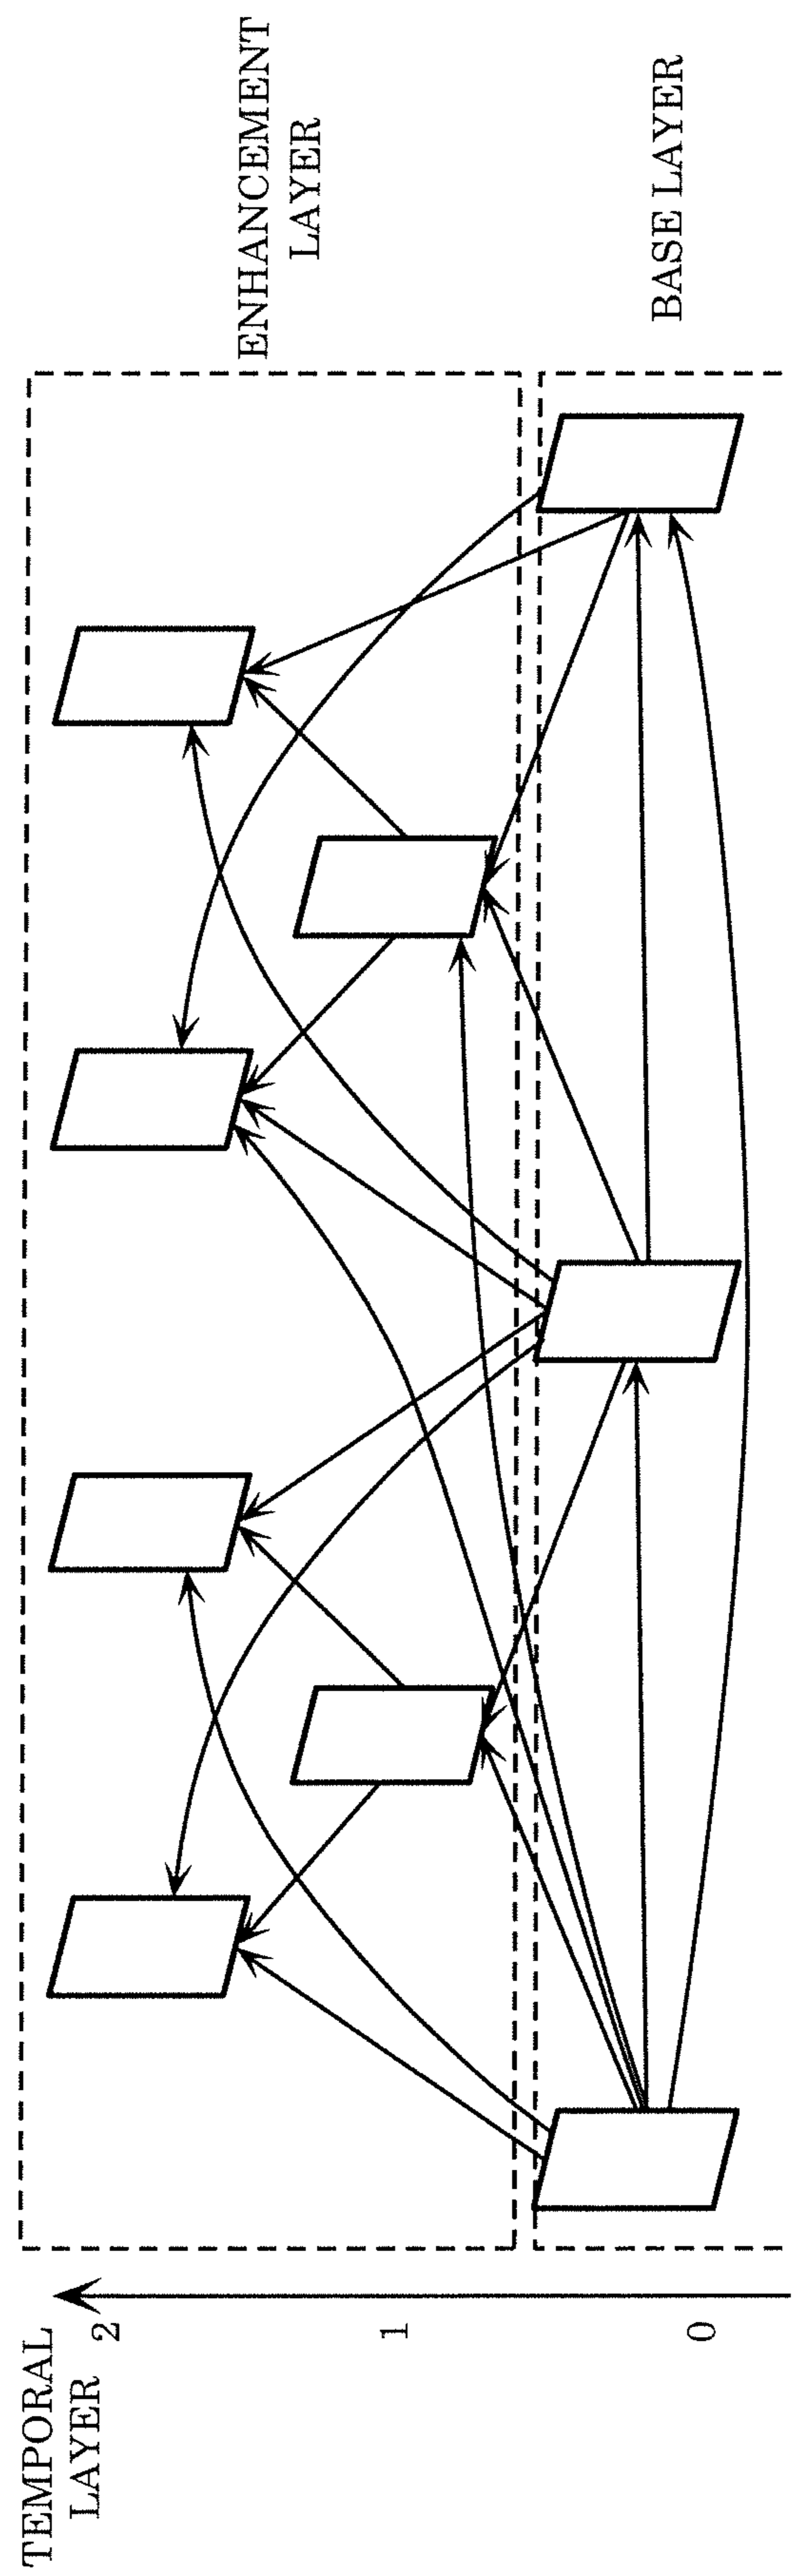 TEMPORAL
LAYER
2
1
0
ENHANCEMENT
LAYER
BASE LAYER